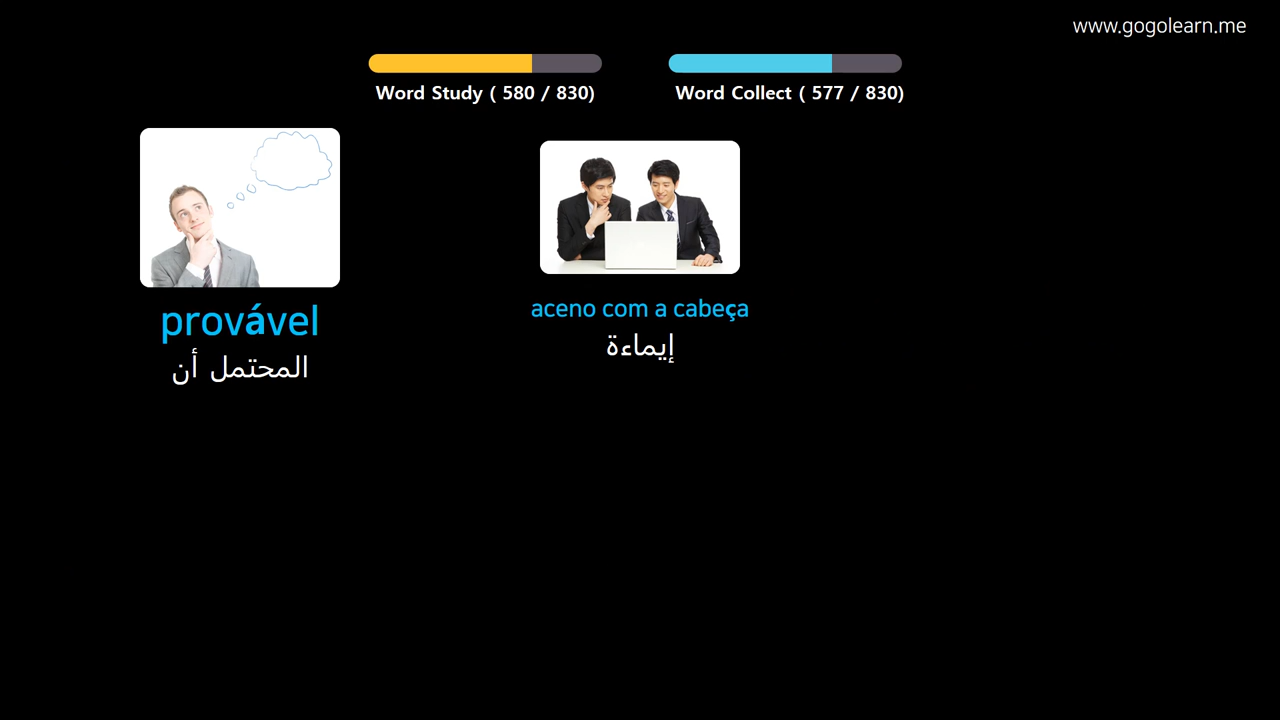 www.gogolearn.me
Word Study ( 580 / 830)
Word Collect ( 577 / 830)
provável
المحتمل أن
aceno com a cabeça
إيماءة